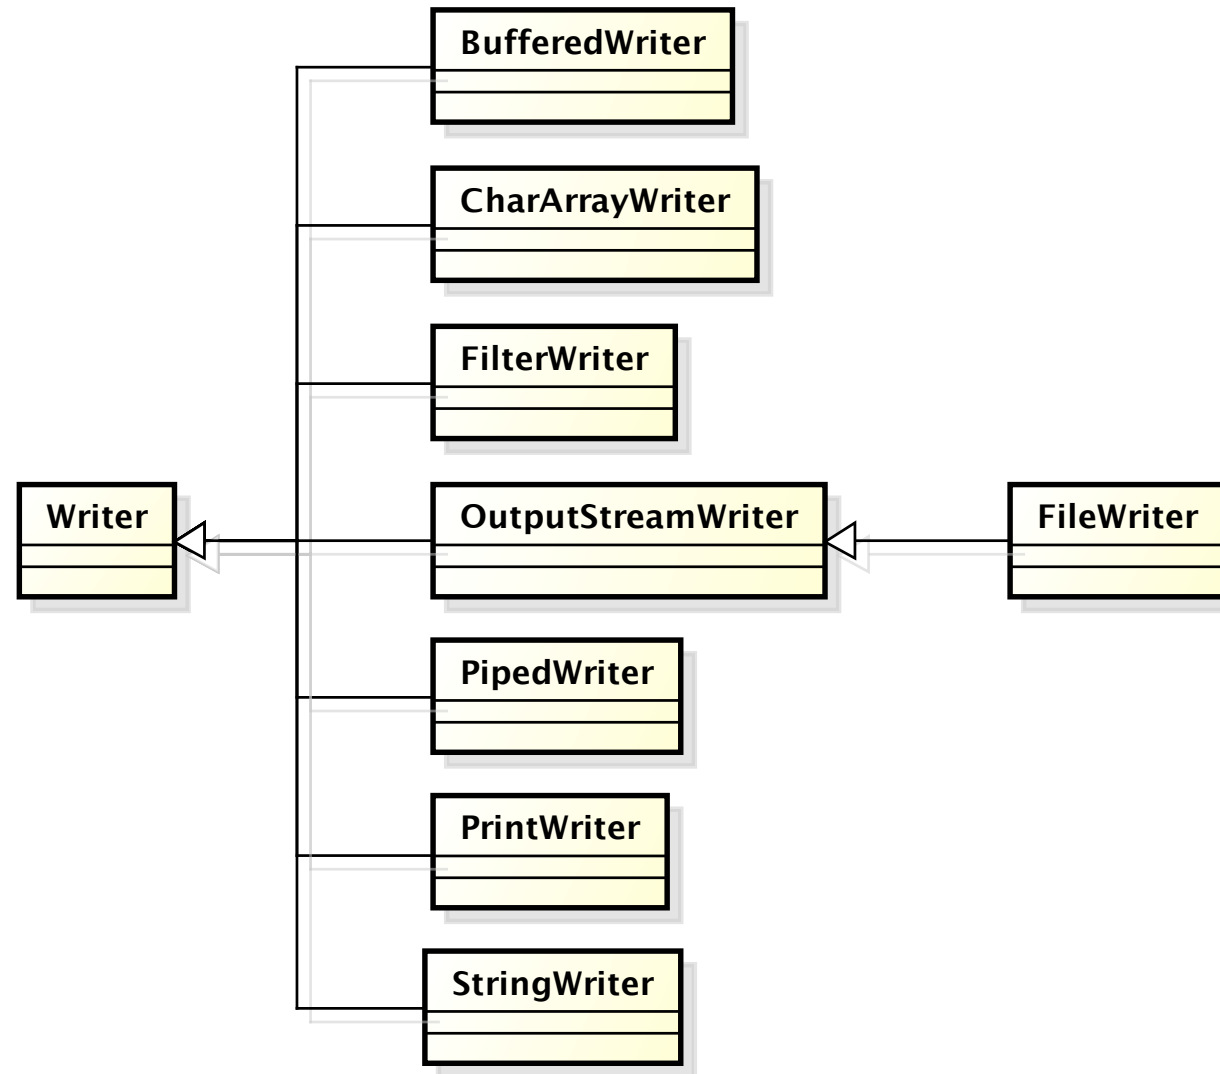 BufferedWriter
CharArrayWriter
FilterWriter
Writer
OutputStreamWriter
FileWriter
PipedWriter
PrintWriter
StringWriter